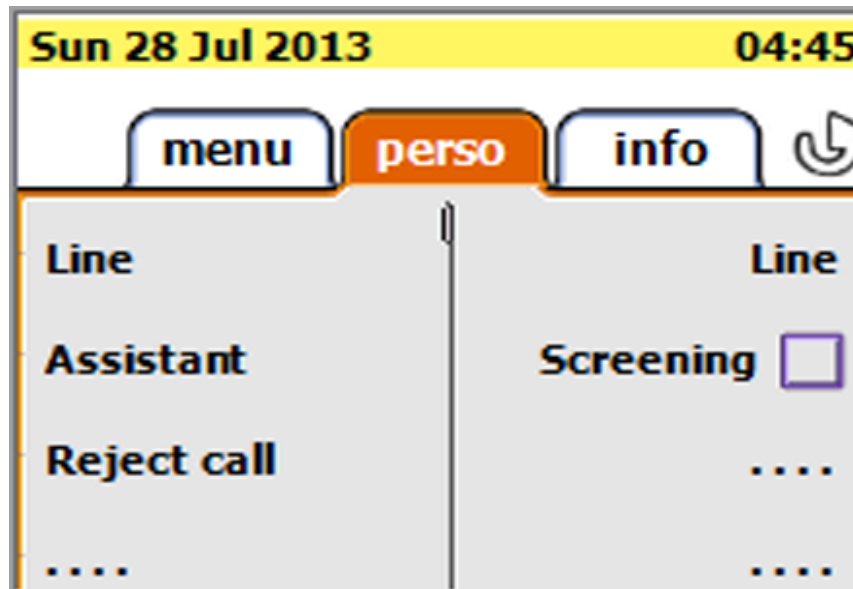 Sun 28 Jul 2013 04:45
menu perso info
Line Line
Assistant Screening
Reject call ....
.... ....